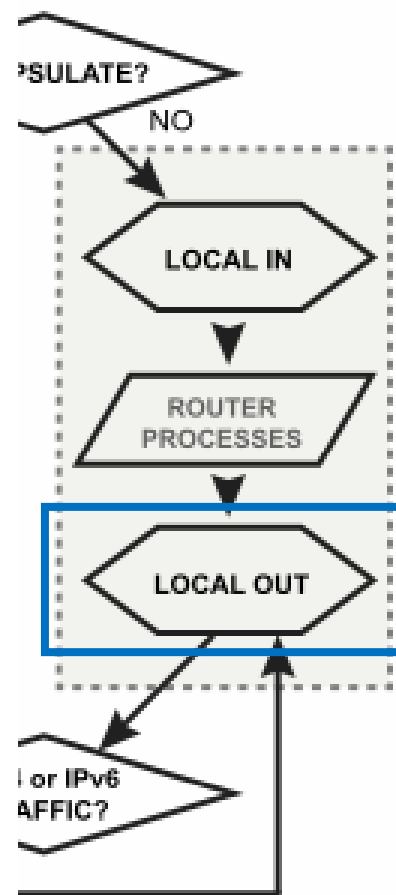 PSULATE?
NO
LOCAL IN
ROUTER
PROCESSES
LOCAL OUT
or IPv6
AFFIC?